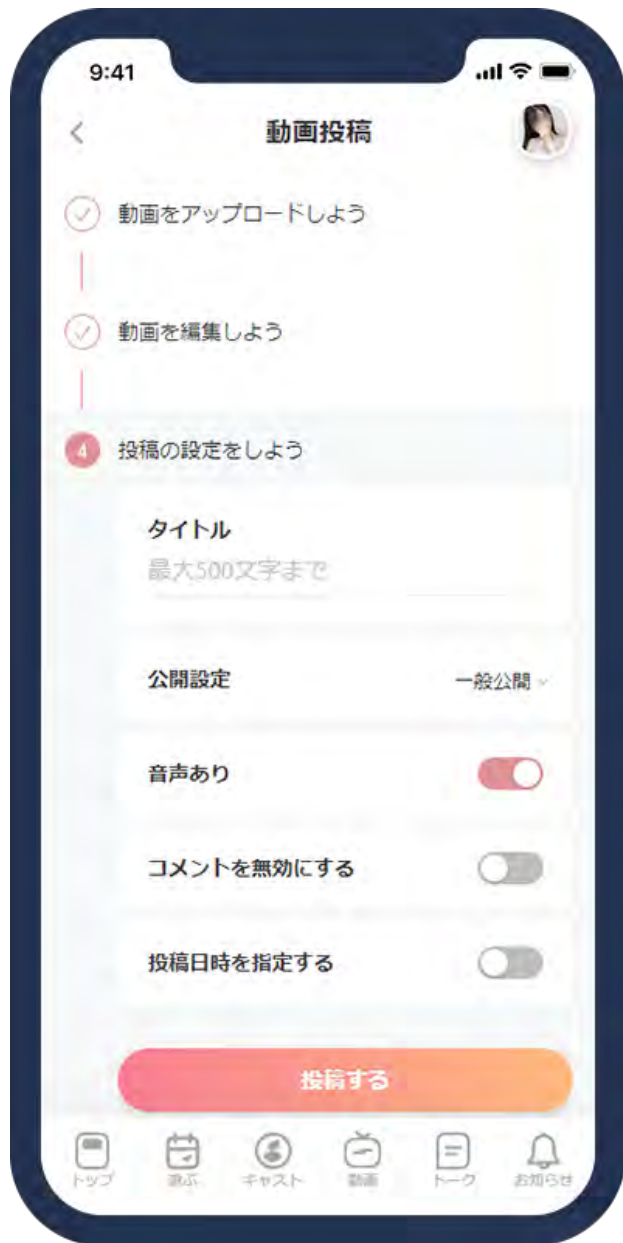 9:41
動画投稿
動画をアップロードしよう
動画を編集しよう
4 投稿の設定をしよう
タイトル
最大500文字まで
公開設定 一般公開
音声あり
コメントを無効にする
投稿日時を指定する
投稿する
トップ 遊ぶ キャスト 動画 トーク お知らせ